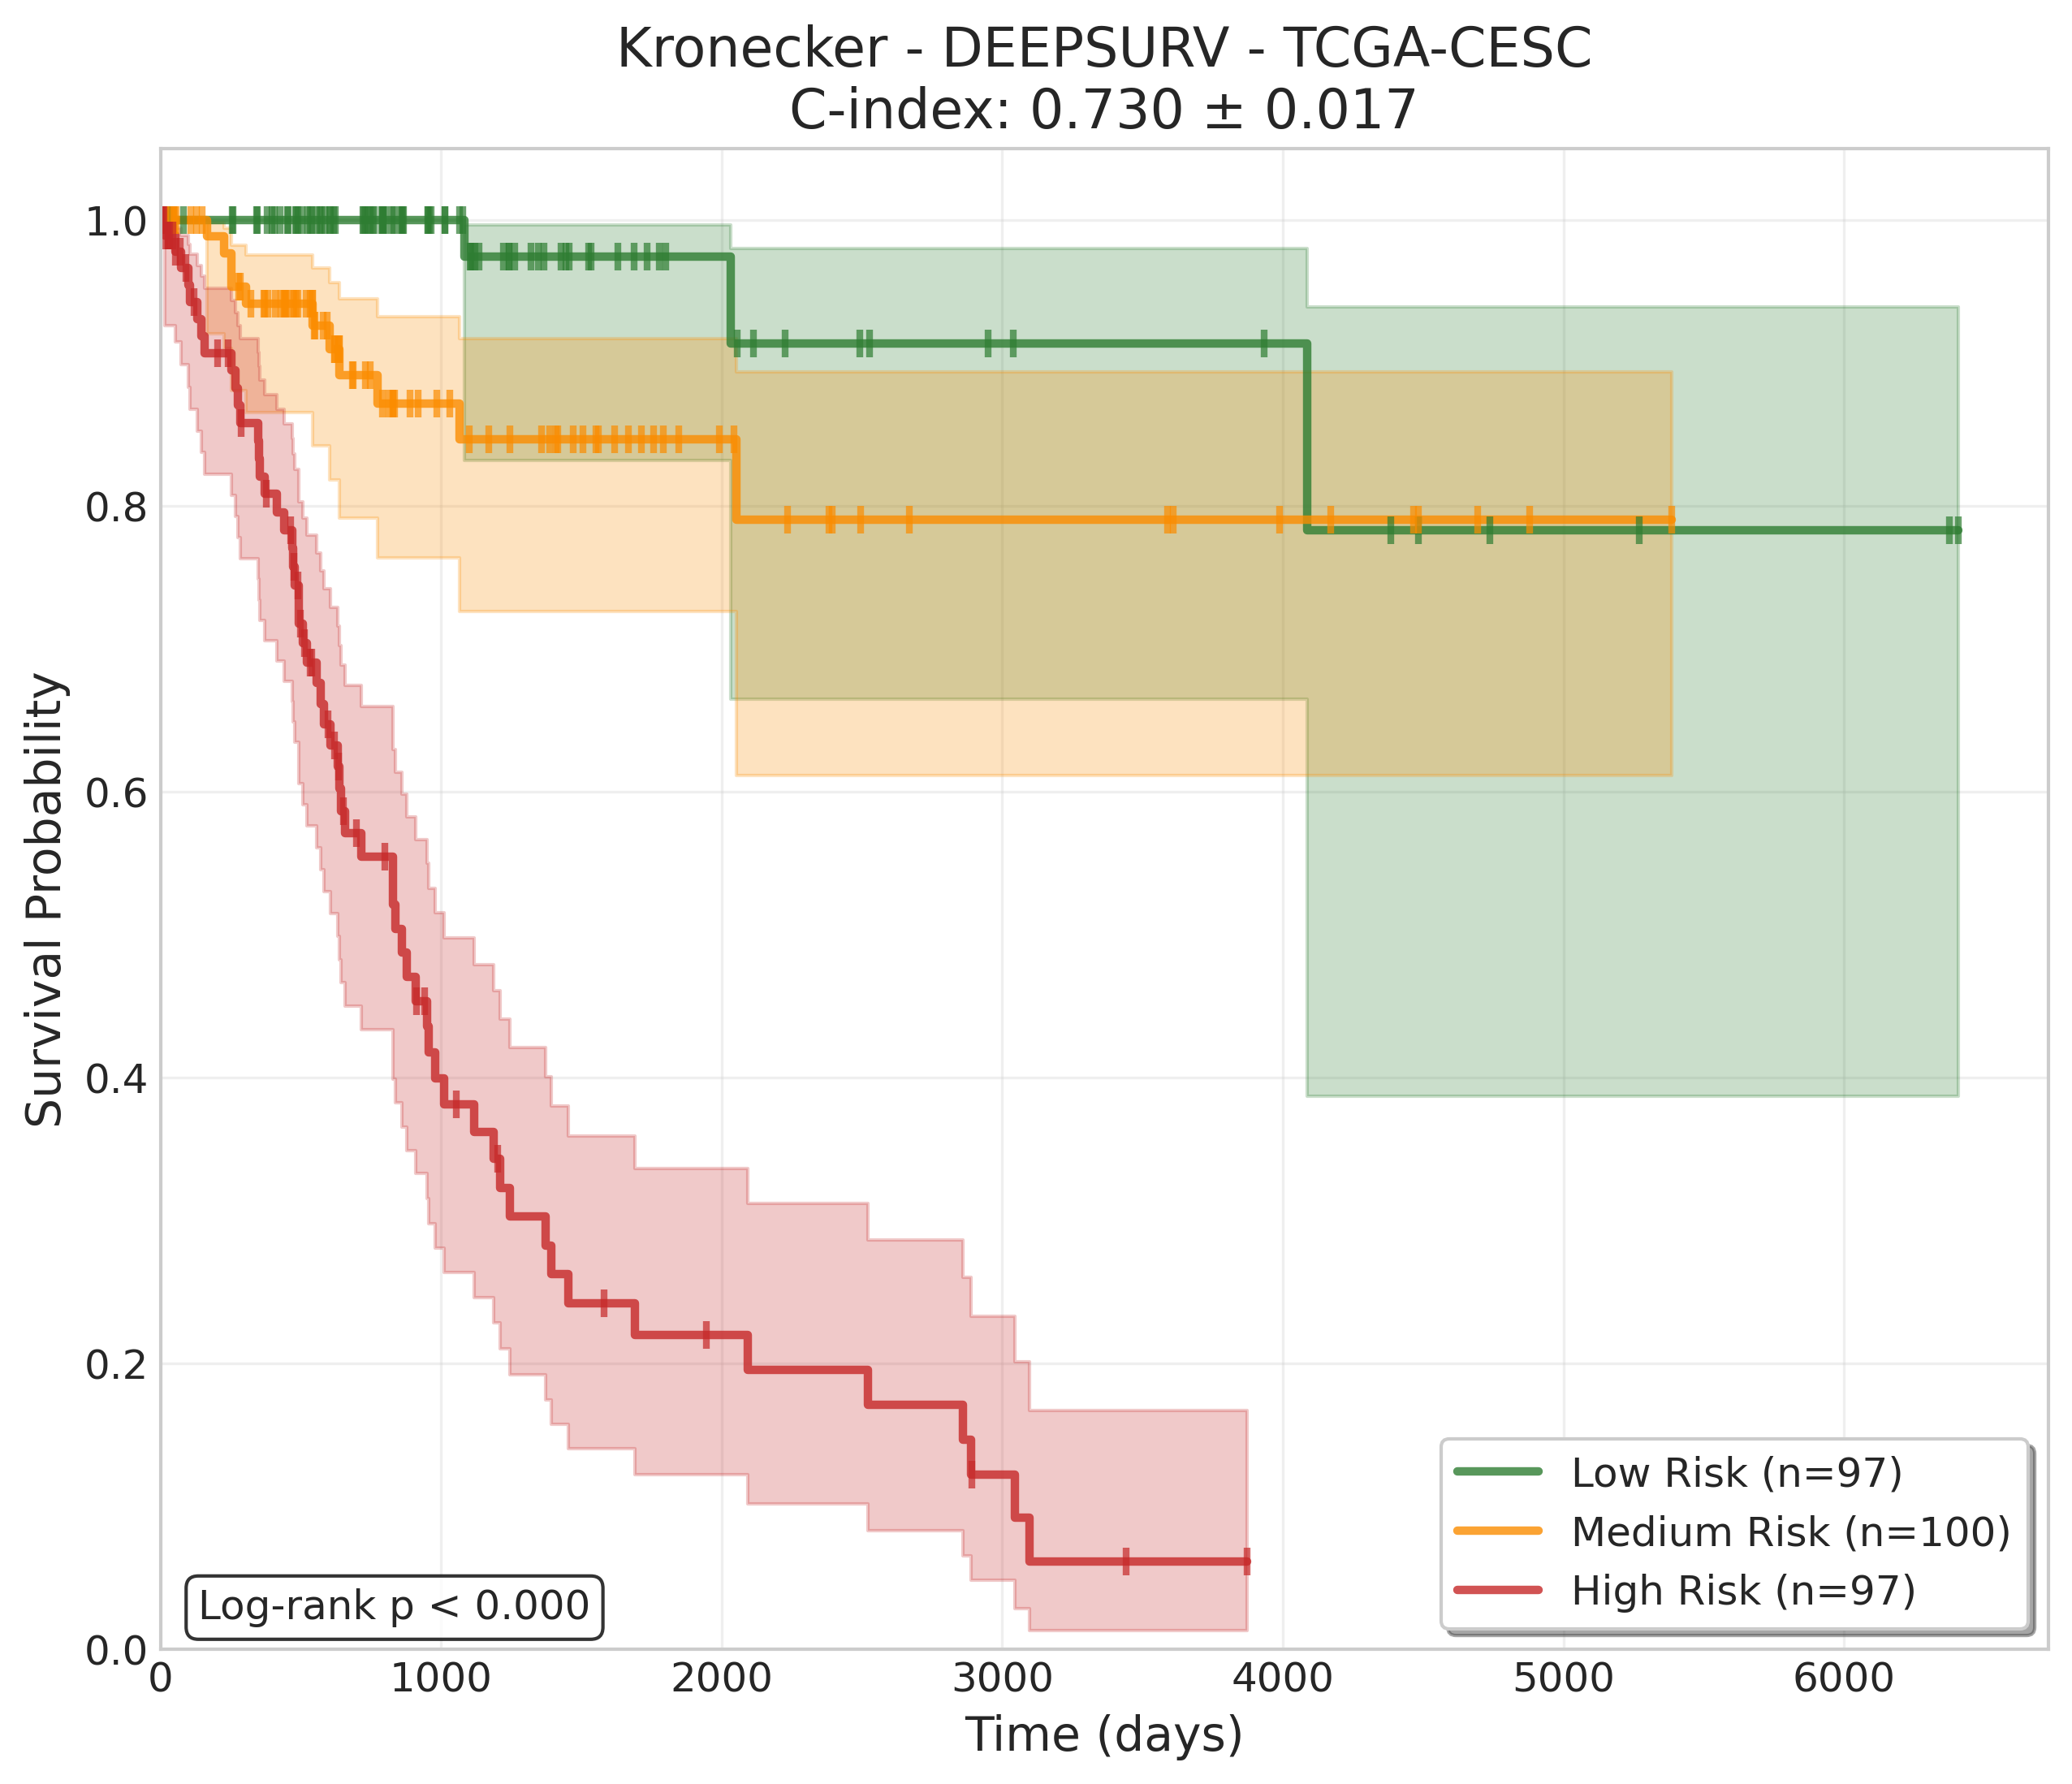 Kronecker - DEEPSURV - TCGA-CESC
C-index: 0.730 ± 0.017
Survival Probability
1.0
0.8
0.6
0.4
0.2
0.0
Log-rank p < 0.000
Low Risk (n=97)
Medium Risk (n=100)
High Risk (n=97)
0 1000 2000 3000 4000 5000 6000
Time (days)